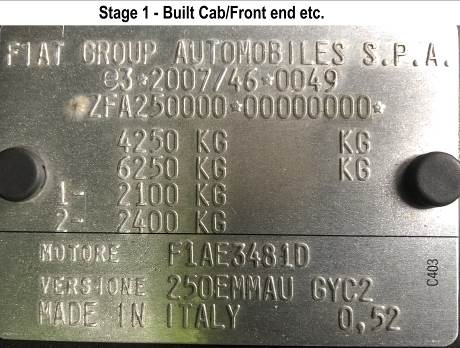 Stage 1 - Built Cab/Front end etc.
FIAT GROUP AUTOMOBILES S.P.A.
e3*2007/46*0049
*ZFA250000*00000000*
4250 KG KG
6250 KG KG
1- 2100 KG
2- 2400 KG
MOTORE F1AE3481D
VERSIONE 250EMMAU GYC2
MADE IN ITALY 0,52
C403